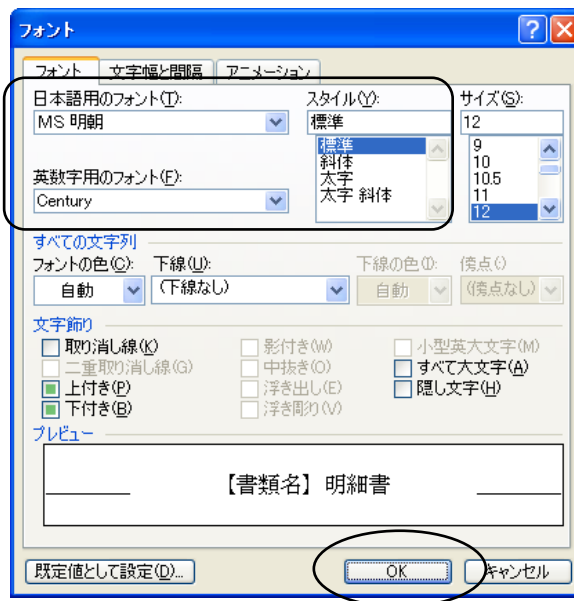 フォント
フォント 文字幅と間隔 アニメーション
日本語用のフォント(T): スタイル(Y): サイズ(S):
MS 明朝 標準 12
標準 9
斜体 10
太字 10.5
太字 斜体 11
12
英数字用のフォント(F):
Century
すべての文字列
フォントの色(C): 下線(U): 下線の色(I): 傍点(·)
自動 (下線なし) 自動 (傍点なし)
文字飾り
取り消し線(K) 影付き(W) 小型英大文字(M)
二重取り消し線(G) 中抜き(O) すべて大文字(A)
上付き(P) 浮き出し(E) 隠し文字(H)
下付き(B) 浮き彫り(V)
プレビュー
【書類名】明細書
既定値として設定(D)... OK キャンセル